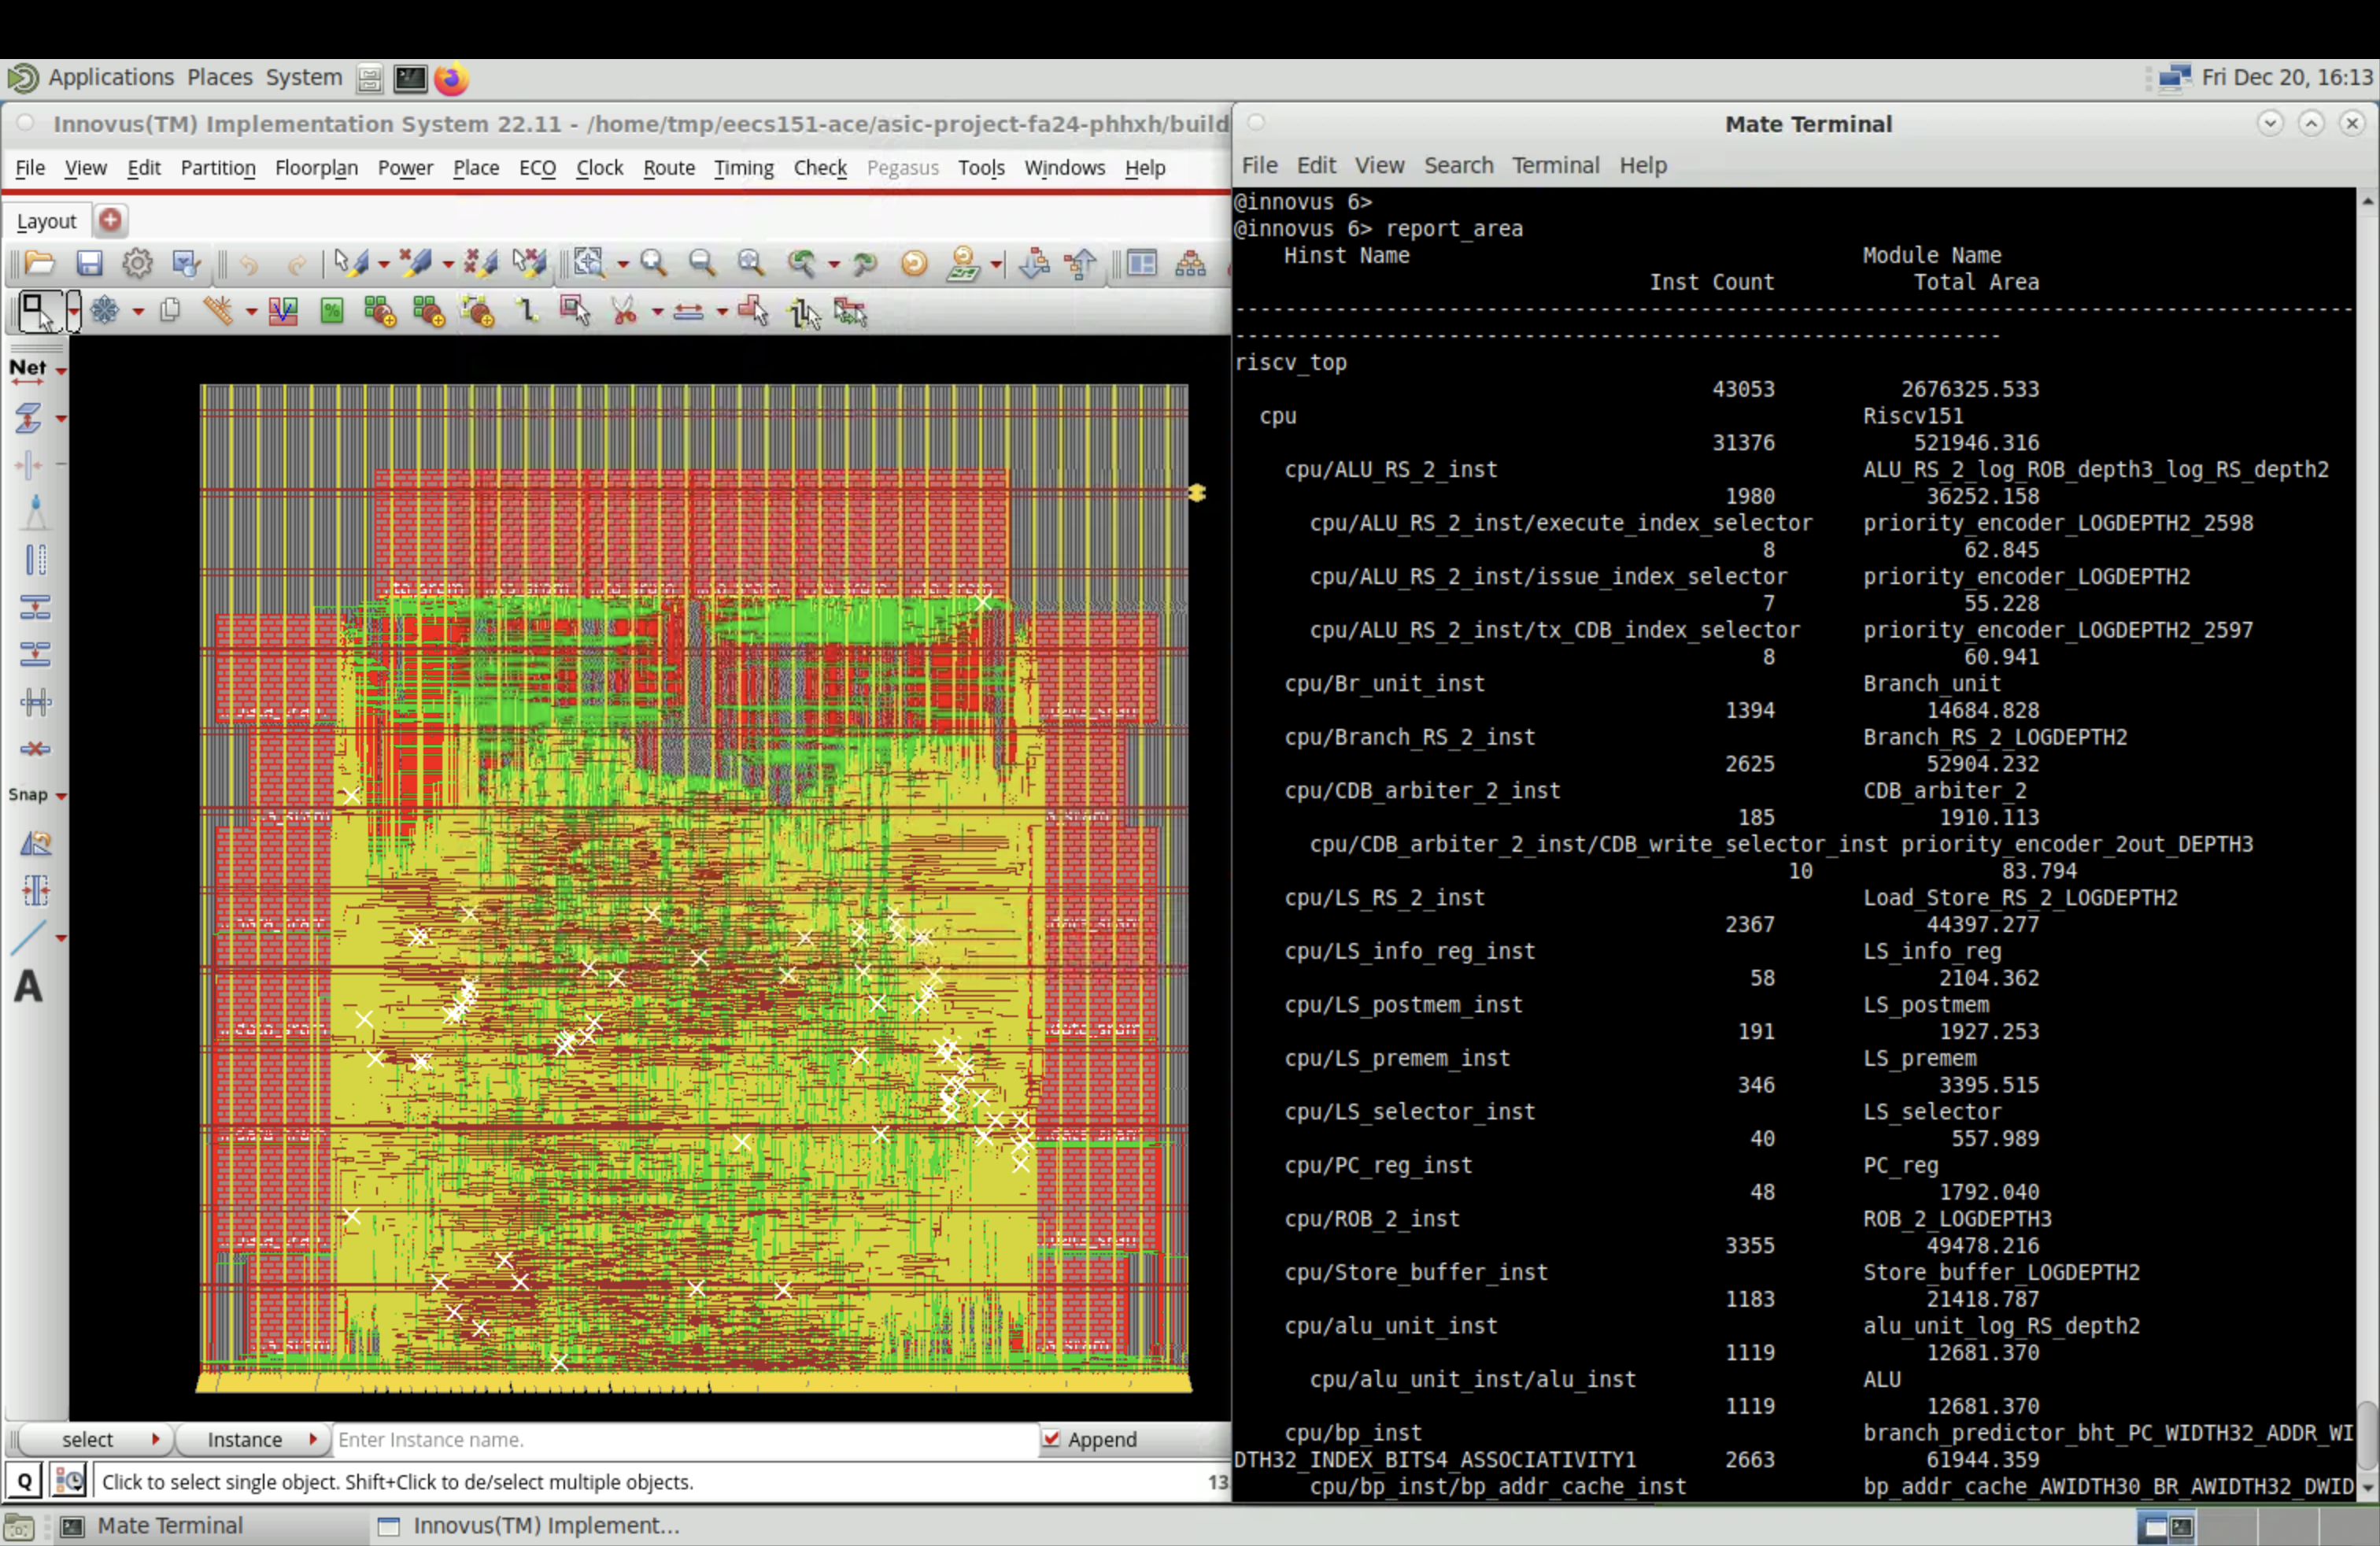 Applications Places System
Fri Dec 20, 16:13
Innovus(TM) Implementation System 22.11 - /home/tmp/eecs151-ace/asic-project-fa24-phhxh/build
File View Edit Partition Floorplan Power Place ECO Clock Route Timing Check Pegasus Tools Windows Help
Layout
Net
Snap
A
select
Instance
Enter Instance name.
Append
Q
Click to select single object. Shift+Click to de/select multiple objects.
13
Mate Terminal
File Edit View Search Terminal Help
@innovus 6>
@innovus 6> report_area
Hinst Name Module Name
Inst Count Total Area
--------------------------------------------------------------------------------------------
-------------------------------------------------------------
riscv_top
43053 2676325.533
cpu Riscv151
31376 521946.316
cpu/ALU_RS_2_inst ALU_RS_2_log_ROB_depth3_log_RS_depth2
1980 36252.158
cpu/ALU_RS_2_inst/execute_index_selector priority_encoder_LOGDEPTH2_2598
8 62.845
cpu/ALU_RS_2_inst/issue_index_selector priority_encoder_LOGDEPTH2
7 55.228
cpu/ALU_RS_2_inst/tx_CDB_index_selector priority_encoder_LOGDEPTH2_2597
8 60.941
cpu/Br_unit_inst Branch_unit
1394 14684.828
cpu/Branch_RS_2_inst Branch_RS_2_LOGDEPTH2
2625 52904.232
cpu/CDB_arbiter_2_inst CDB_arbiter_2
185 1910.113
cpu/CDB_arbiter_2_inst/CDB_write_selector_inst priority_encoder_2out_DEPTH3
10 83.794
cpu/LS_RS_2_inst Load_Store_RS_2_LOGDEPTH2
2367 44397.277
cpu/LS_info_reg_inst LS_info_reg
58 2104.362
cpu/LS_postmem_inst LS_postmem
191 1927.253
cpu/LS_premem_inst LS_premem
346 3395.515
cpu/LS_selector_inst LS_selector
40 557.989
cpu/PC_reg_inst PC_reg
48 1792.040
cpu/ROB_2_inst ROB_2_LOGDEPTH3
3355 49478.216
cpu/Store_buffer_inst Store_buffer_LOGDEPTH2
1183 21418.787
cpu/alu_unit_inst alu_unit_log_RS_depth2
1119 12681.370
cpu/alu_unit_inst/alu_inst ALU
1119 12681.370
cpu/bp_inst branch_predictor_bht_PC_WIDTH32_ADDR_WI
DTH32_INDEX_BITS4_ASSOCIATIVITY1 2663 61944.359
cpu/bp_inst/bp_addr_cache_inst bp_addr_cache_AWIDTH30_BR_AWIDTH32_DWID
Mate Terminal
Innovus(TM) Implement...